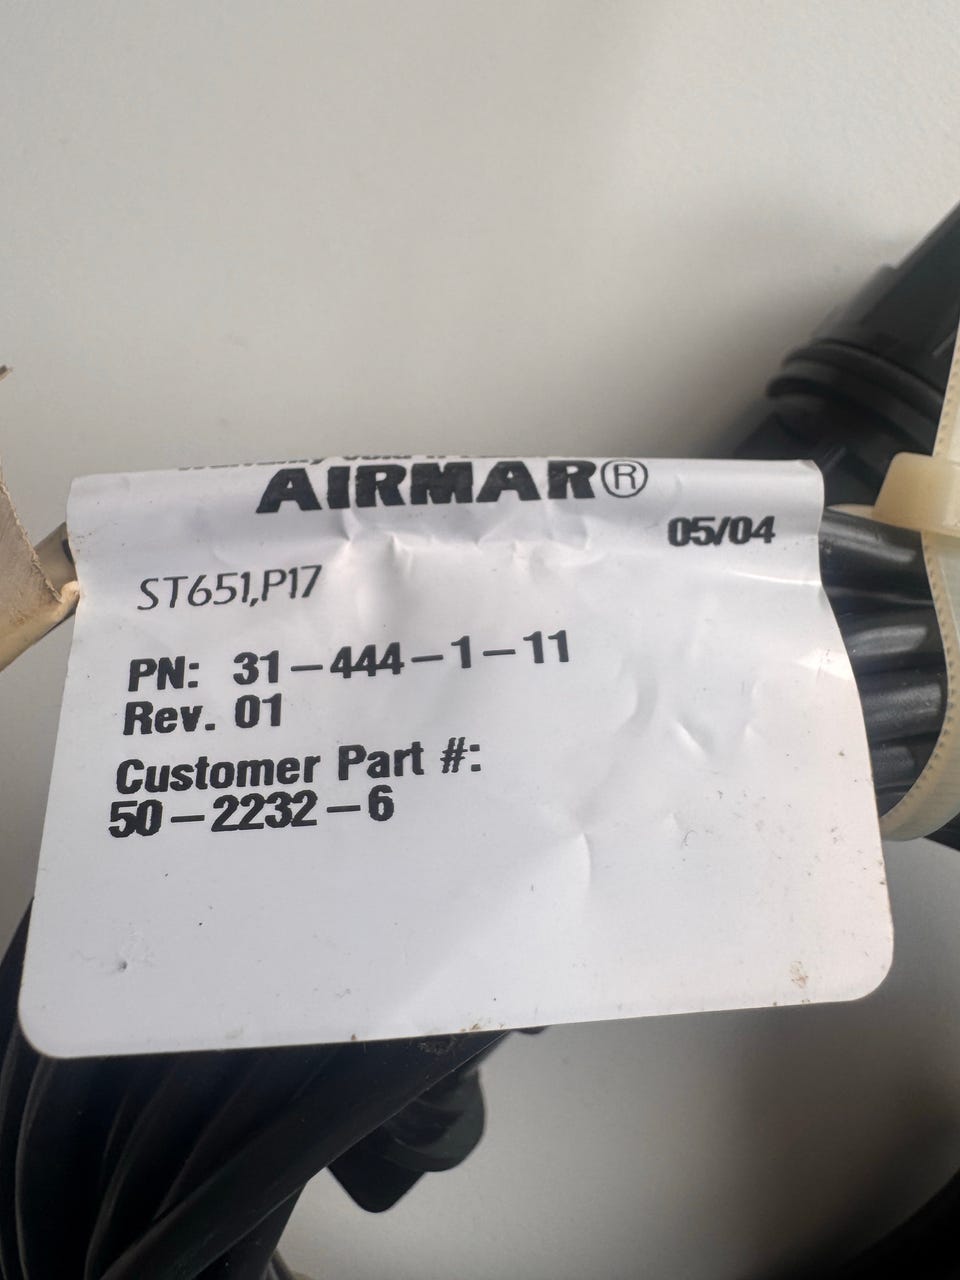 AIRMAR®
05/04
ST651,P17
PN: 31-444-1-11
Rev. 01
Customer Part #:
50-2232-6